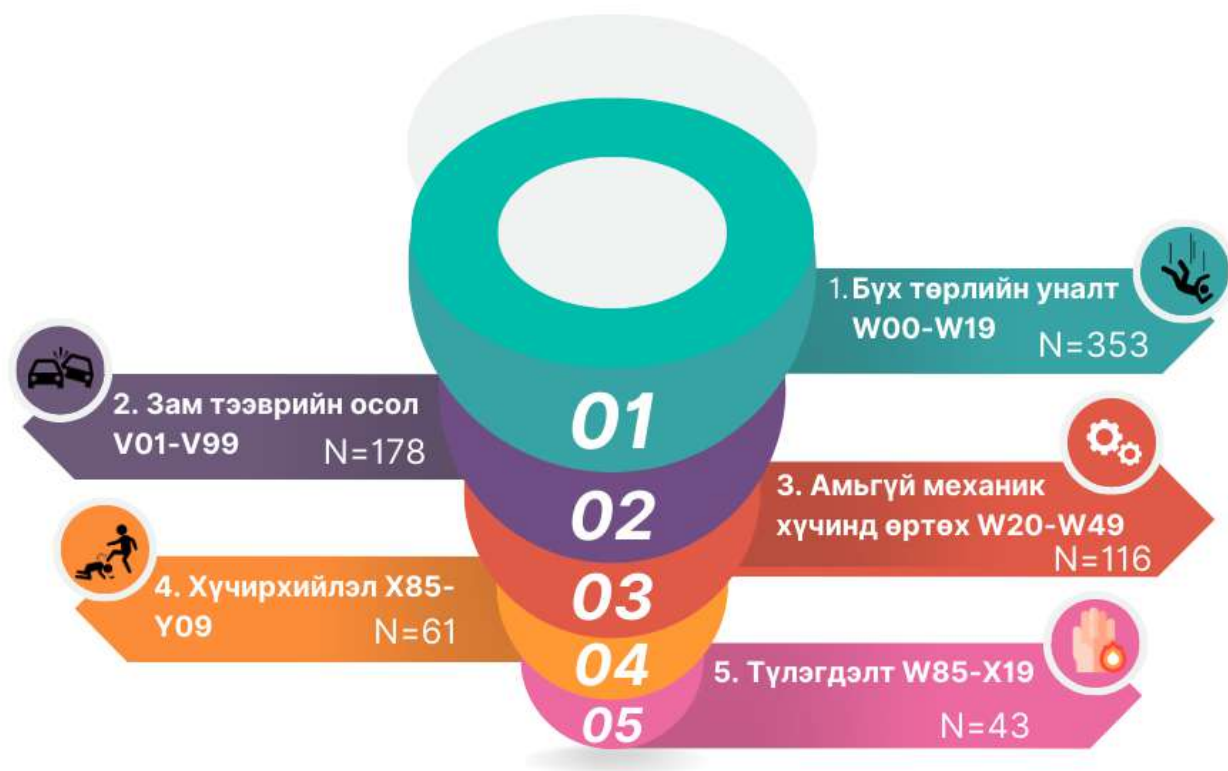 1. Бүх төрлийн уналт
W00-W19
N=353
01
2. Зам тээврийн осол
V01-V99
N=178
02
3. Амьгүй механик
хүчинд өртөх W20-W49
N=116
03
4. Хүчирхийлэл X85-
Y09
N=61
04
5. Түлэгдэлт W85-X19
N=43
05